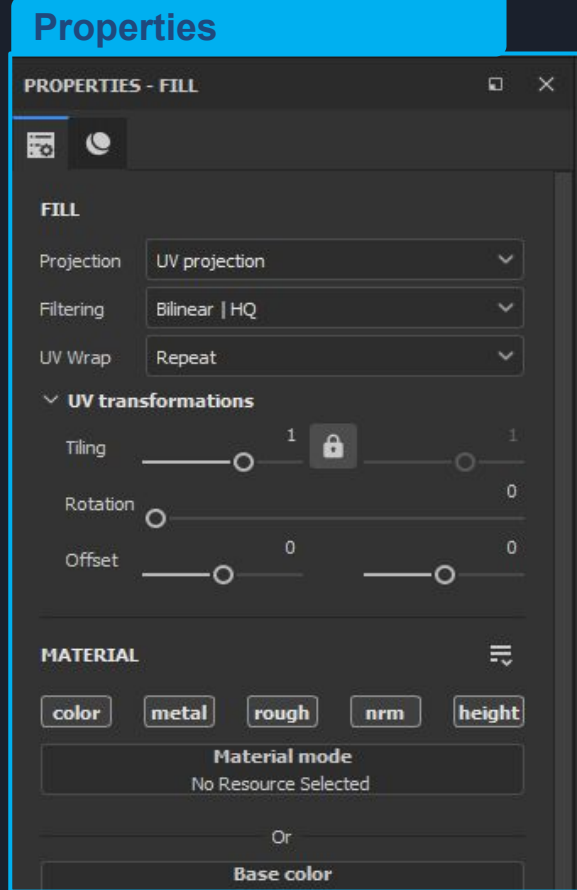 Properties
PROPERTIES - FILL
FILL
Projection UV projection
Filtering Bilinear | HQ
UV Wrap Repeat
UV transformations
Tiling 1 1
Rotation 0
Offset 0 0
MATERIAL
color metal rough nrm height
Material mode
No Resource Selected
Or
Base color